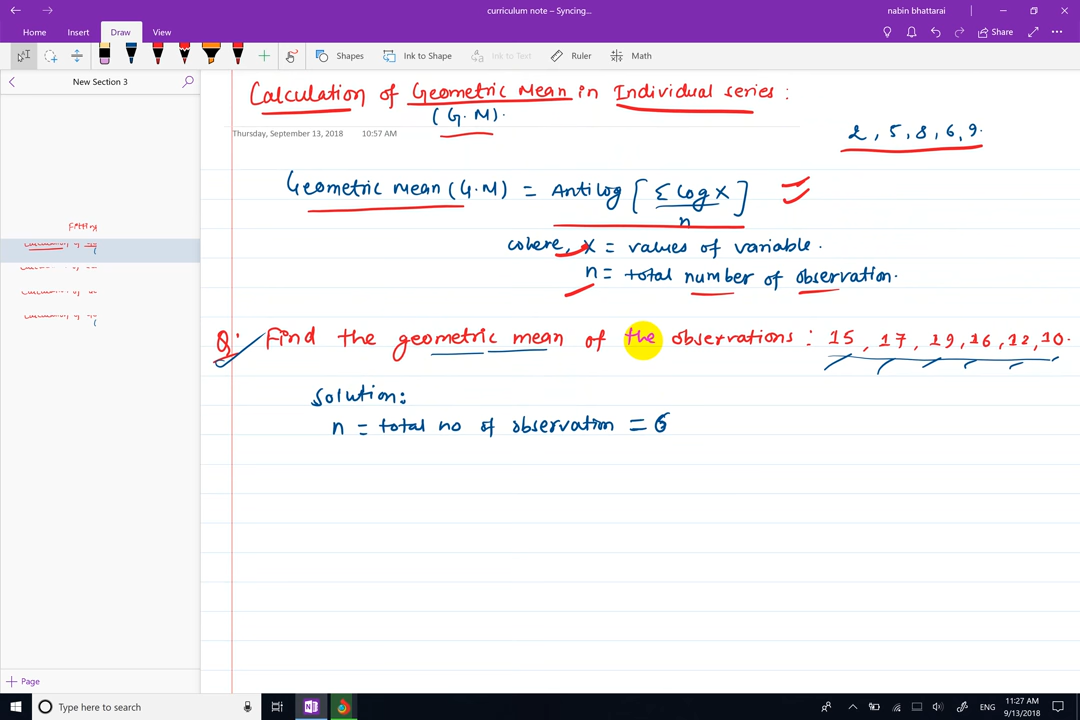 curriculum note – Syncing...
nabin bhattarai
Home Insert Draw View
Share
Shapes Ink to Shape Ink to Text Ruler Math
New Section 3
Calculation of Geometric Mean in Individual series :
(G.M).
Thursday, September 13, 2018 10:57 AM
2, 5, 8, 6, 9.
Geometric mean (G.M) = Antilog [ Σ log X / n ]
where, X = values of variable.
n = total number of observation.
Q: Find the geometric mean of the observations : 15, 17, 19, 16, 12, 10.
Solution:
n = total no of observation = 6
Page
Type here to search
ENG
11:27 AM
9/13/2018